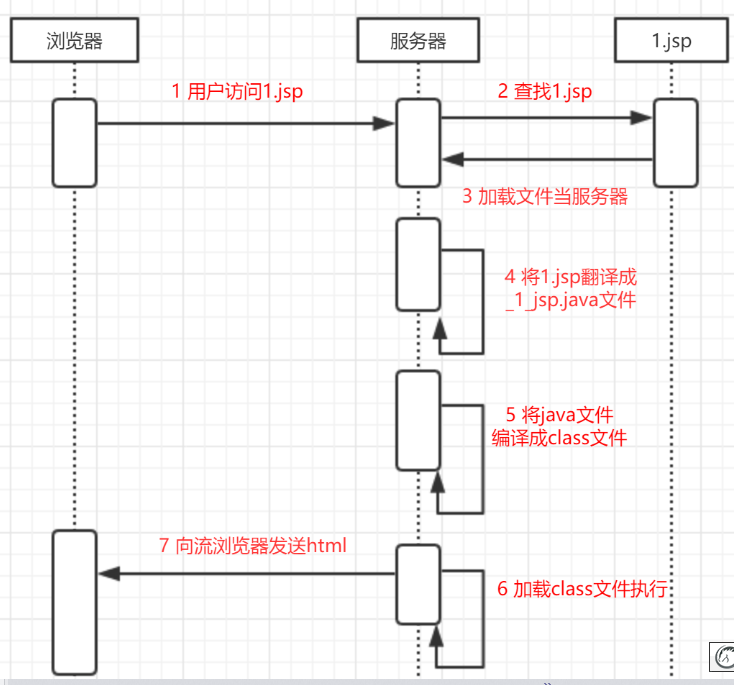 浏览器
服务器
1.jsp
1 用户访问1.jsp
2 查找1.jsp
3 加载文件当服务器
4 将1.jsp翻译成
_1_jsp.java文件
5 将java文件
编译成class文件
7 向流浏览器发送html
6 加载class文件执行